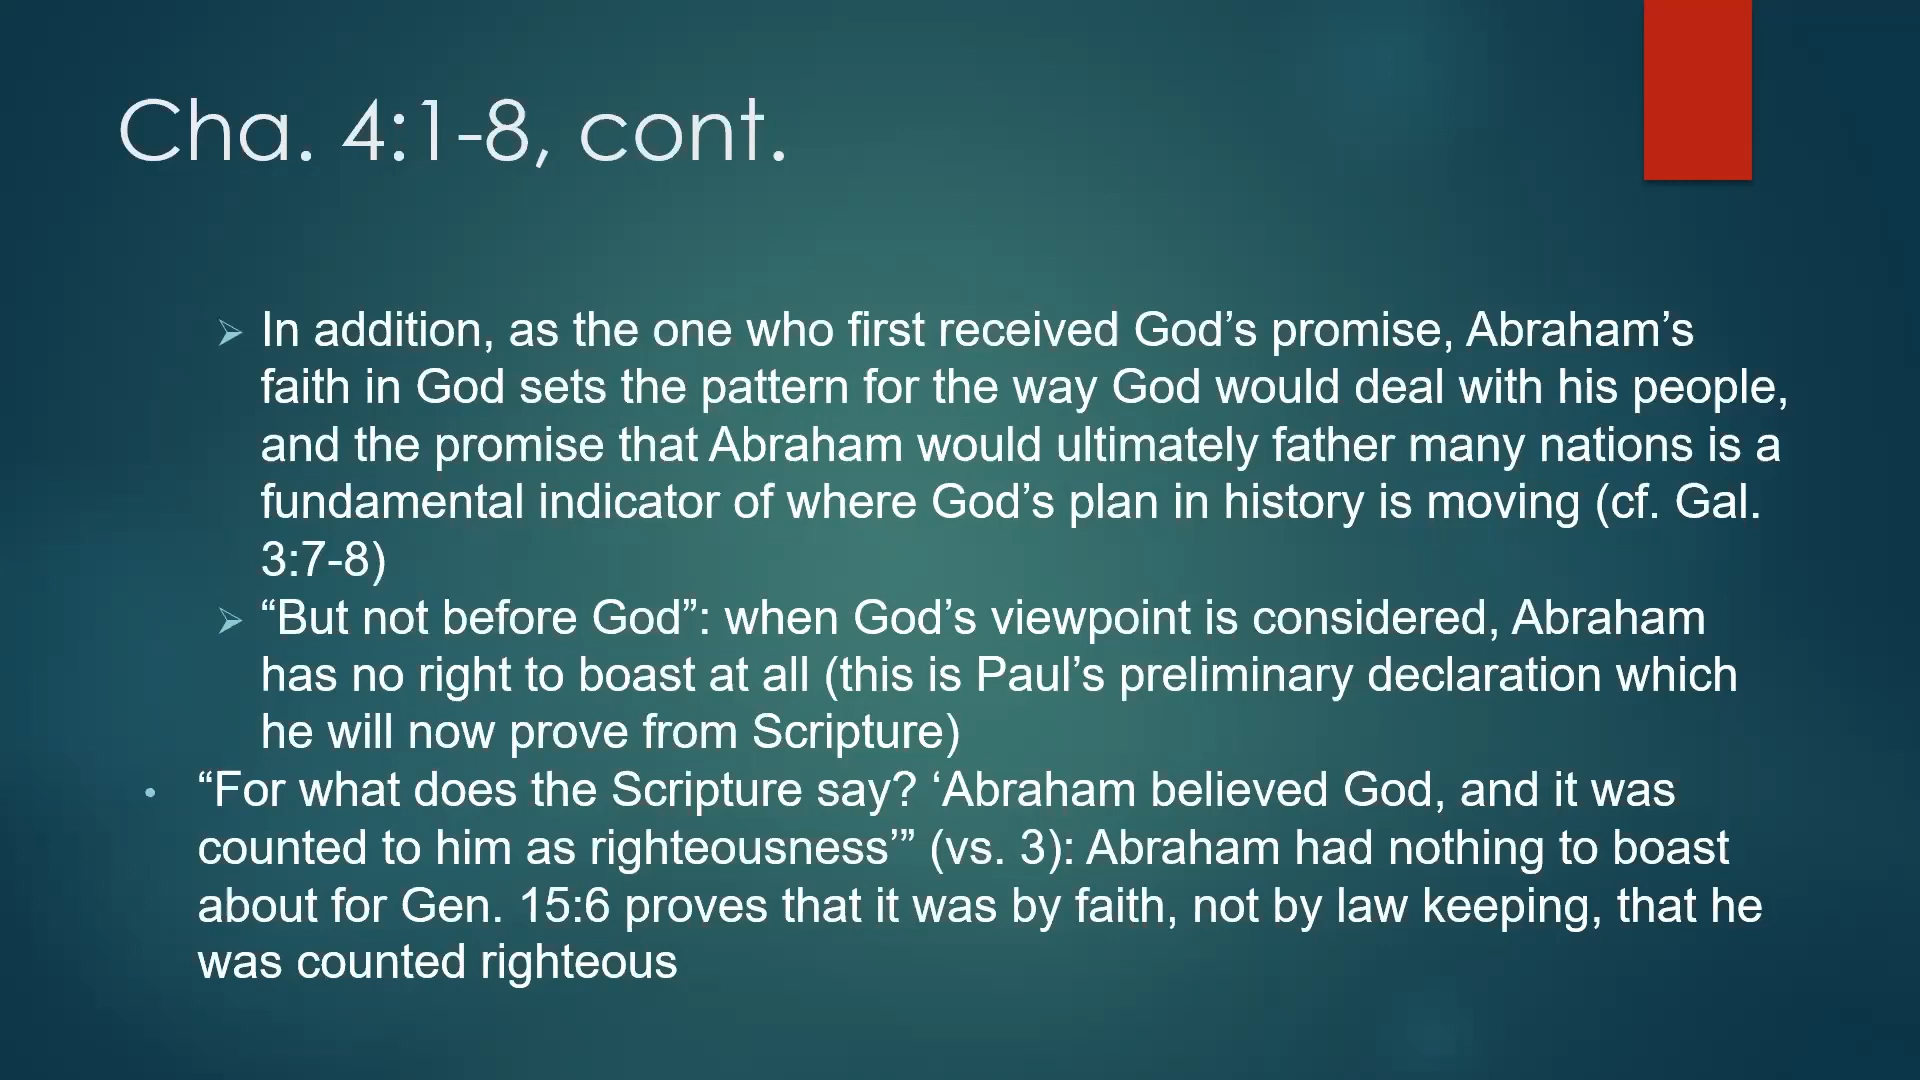 Cha. 4:1-8, cont.
➢ In addition, as the one who first received God’s promise, Abraham’s
faith in God sets the pattern for the way God would deal with his people,
and the promise that Abraham would ultimately father many nations is a
fundamental indicator of where God’s plan in history is moving (cf. Gal.
3:7-8)
➢ “But not before God”: when God’s viewpoint is considered, Abraham
has no right to boast at all (this is Paul’s preliminary declaration which
he will now prove from Scripture)
• “For what does the Scripture say? ‘Abraham believed God, and it was
counted to him as righteousness’” (vs. 3): Abraham had nothing to boast
about for Gen. 15:6 proves that it was by faith, not by law keeping, that he
was counted righteous